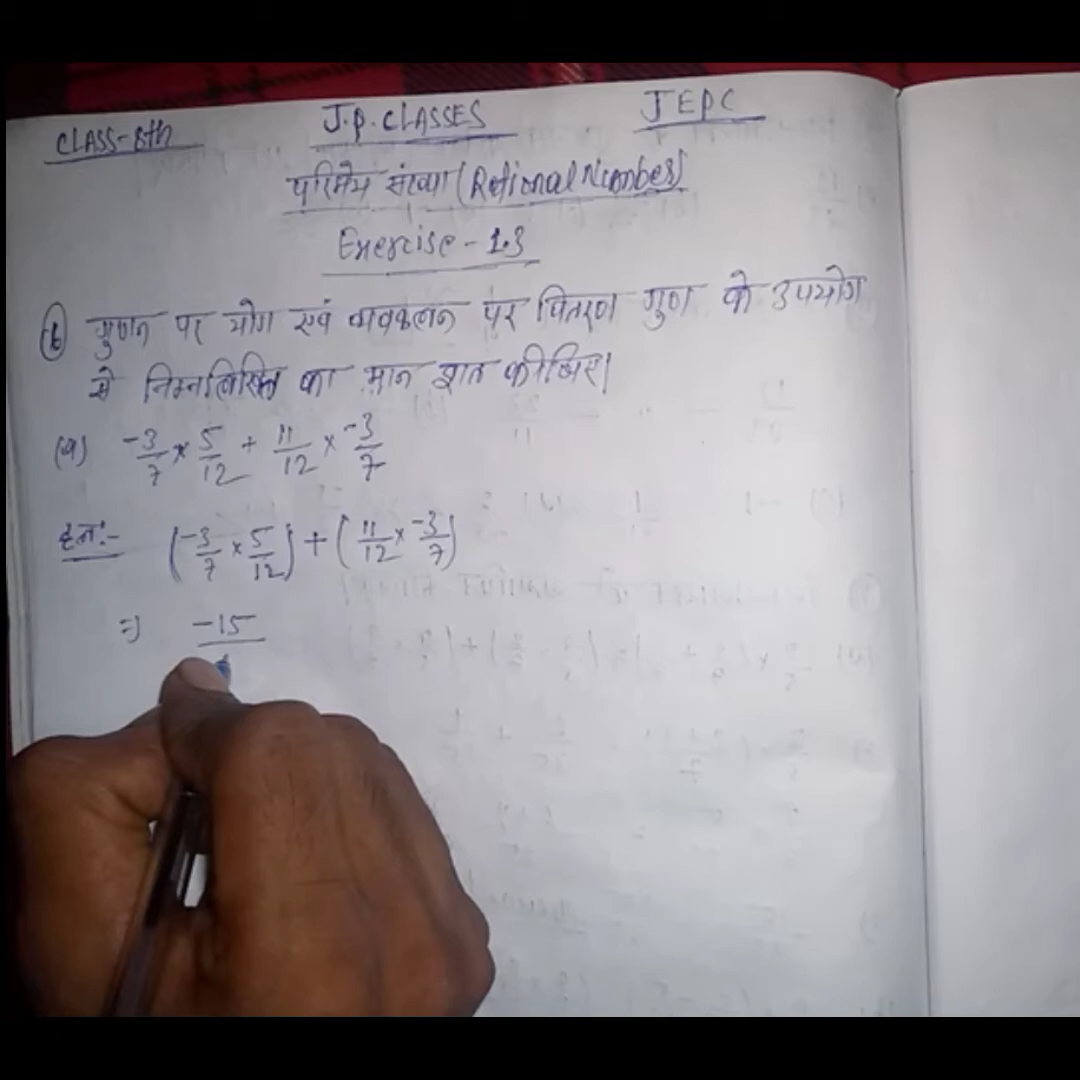 CLASS-8th J.P. CLASSES JEPC
परिमेय संख्या (Rational Number)
Exercise - 1.3
6 गुणन पर योग एवं व्यवकलन पर वितरण गुण के उपयोग
से निम्नलिखित का मान ज्ञात कीजिए।
(a) -3/7 × 5/12 + 11/12 × -3/7
हल:- (-3/7 × 5/12) + (11/12 × -3/7)
=) -15